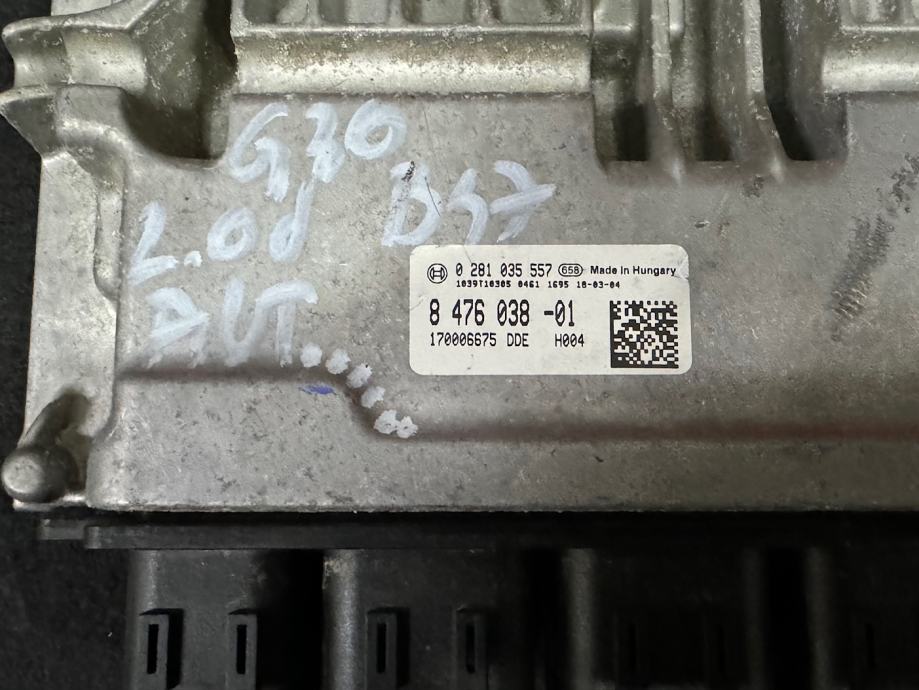 G30
2.0d B47
AUT.
0 281 035 557 658 Made in Hungary
1039T10305 0461 1695 18-03-04
8 476 038 -01
170006675 DDE H004